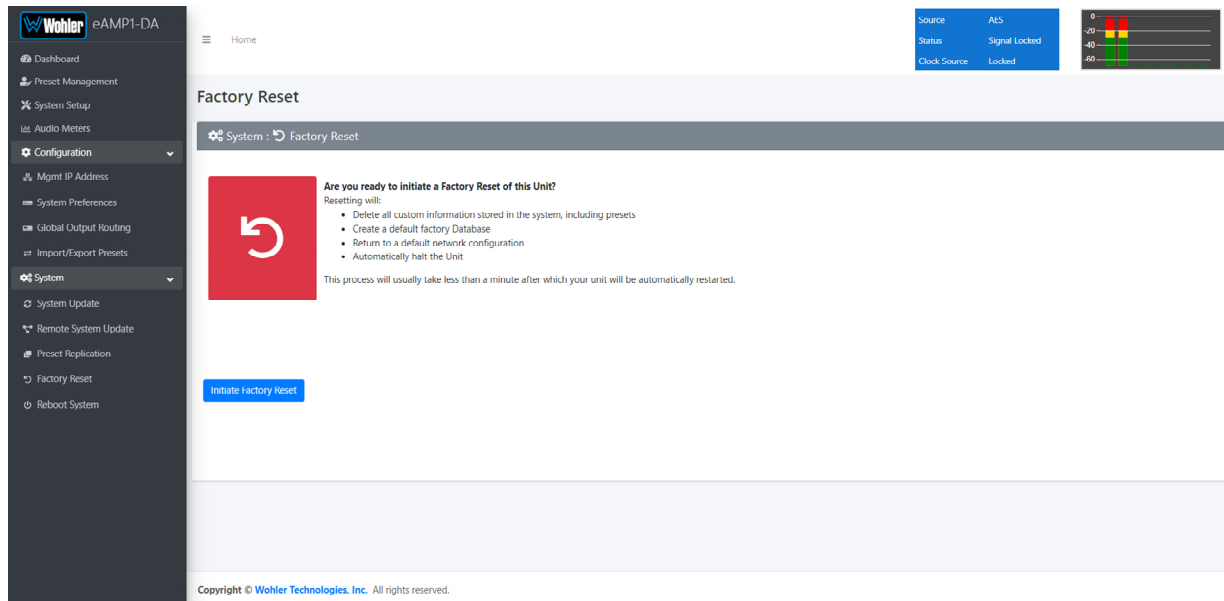 Wohler eAMP1-DA
Dashboard
Preset Management
System Setup
Audio Meters
Configuration
Mgmt IP Address
System Preferences
Global Output Routing
Import/Export Presets
System
System Update
Remote System Update
Preset Replication
Factory Reset
Reboot System
Home
Source AES
Status Signal Locked
Clock Source Locked
0
-20
-40
-60
Factory Reset
System : Factory Reset
Are you ready to initiate a Factory Reset of this Unit?
Resetting will:
• Delete all custom information stored in the system, including presets
• Create a default factory Database
• Return to a default network configuration
• Automatically halt the Unit
This process will usually take less than a minute after which your unit will be automatically restarted.
Initiate Factory Reset
Copyright © Wohler Technologies, Inc. All rights reserved.